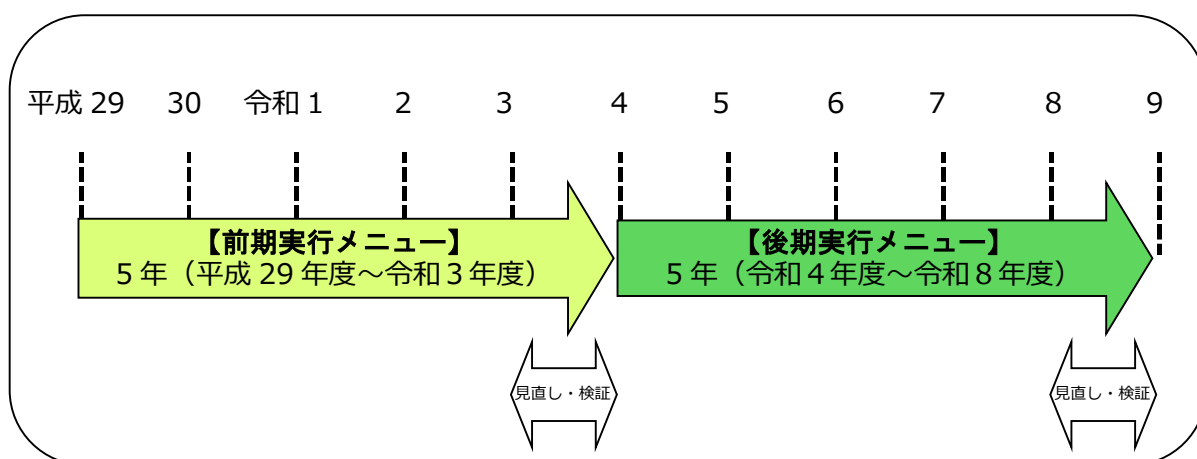 平成 29 30 令和 1 2 3 4 5 6 7 8 9
【前期実行メニュー】
5 年（平成 29 年度～令和 3 年度）
【後期実行メニュー】
5 年（令和４年度～令和８年度）
見直し・検証
見直し・検証